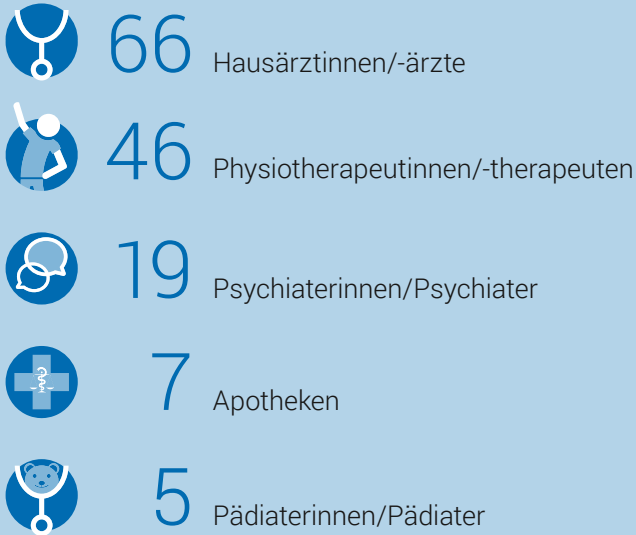 66 Hausärztinnen/-ärzte
46 Physiotherapeutinnen/-therapeuten
19 Psychiaterinnen/Psychiater
7 Apotheken
5 Pädiaterinnen/Pädiater